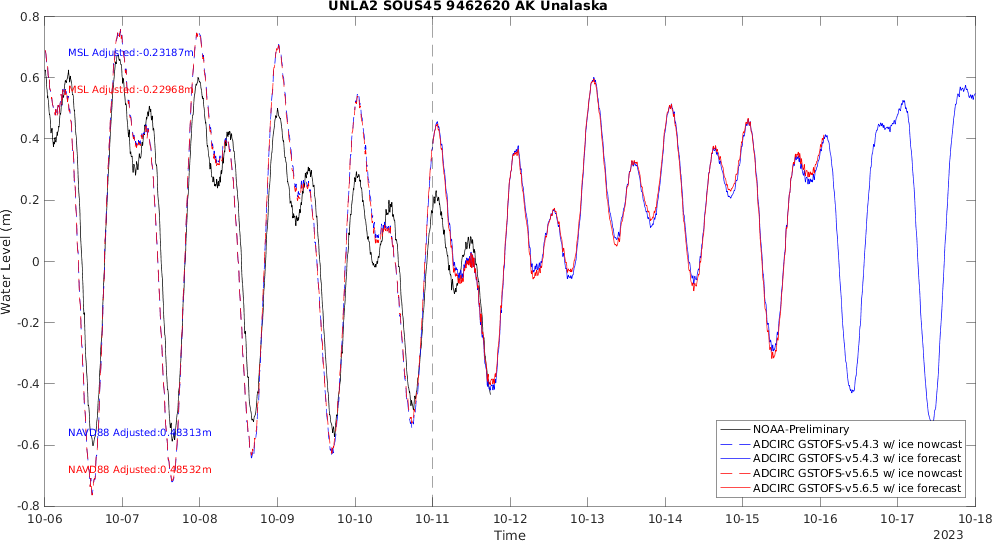 UNLA2 SOUS45 9462620 AK Unalaska
0.8
0.6
0.4
0.2
0
-0.2
-0.4
-0.6
-0.8
Water Level (m)
MSL Adjusted:-0.23187m
MSL Adjusted:-0.22968m
NAVD88 Adjusted:0.48313m
NAVD88 Adjusted:0.48532m
NOAA-Preliminary
ADCIRC GSTOFS-v5.4.3 w/ ice nowcast
ADCIRC GSTOFS-v5.4.3 w/ ice forecast
ADCIRC GSTOFS-v5.6.5 w/ ice nowcast
ADCIRC GSTOFS-v5.6.5 w/ ice forecast
10-06 10-07 10-08 10-09 10-10 10-11 10-12 10-13 10-14 10-15 10-16 10-17 10-18
Time
2023